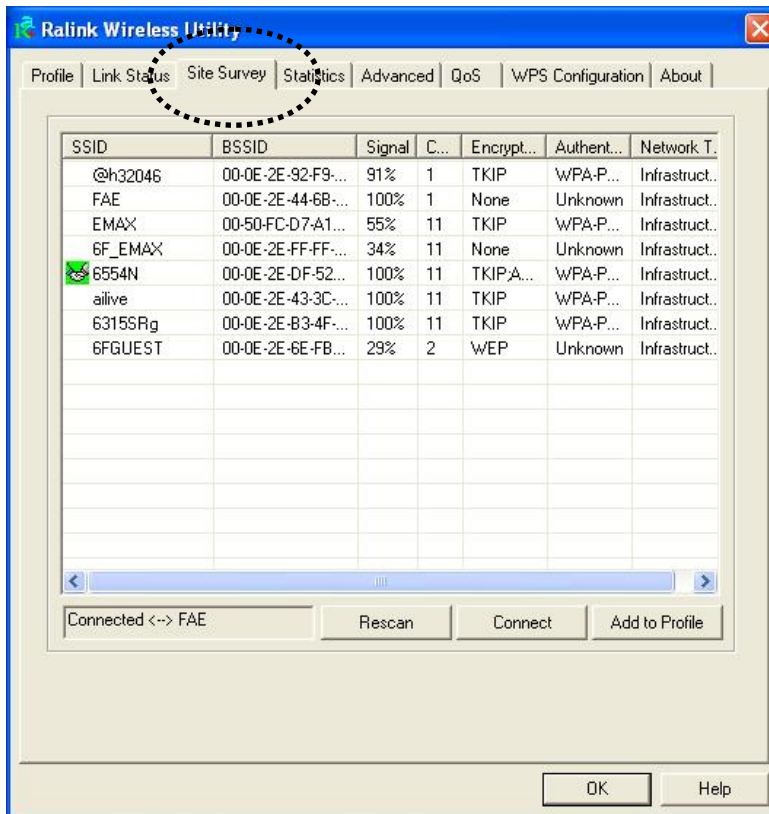 Ralink Wireless Utility
Profile Link Status Site Survey Statistics Advanced QoS WPS Configuration About
SSID BSSID Signal C... Encrypt... Authent... Network T.
@h32046 00-0E-2E-92-F9-... 91% 1 TKIP WPA-P... Infrastruct..
FAE 00-0E-2E-44-6B-... 100% 1 None Unknown Infrastruct..
EMAX 00-50-FC-D7-A1... 55% 11 TKIP WPA-P... Infrastruct..
6F_EMAX 00-0E-2E-FF-FF-... 34% 11 None Unknown Infrastruct..
6554N 00-0E-2E-DF-52... 100% 11 TKIP;A... WPA-P... Infrastruct..
ailive 00-0E-2E-43-3C-... 100% 11 TKIP WPA-P... Infrastruct..
6315SRg 00-0E-2E-B3-4F-... 100% 11 TKIP WPA-P... Infrastruct..
6FGUEST 00-0E-2E-6E-FB... 29% 2 WEP Unknown Infrastruct..
Connected <--> FAE Rescan Connect Add to Profile
OK Help